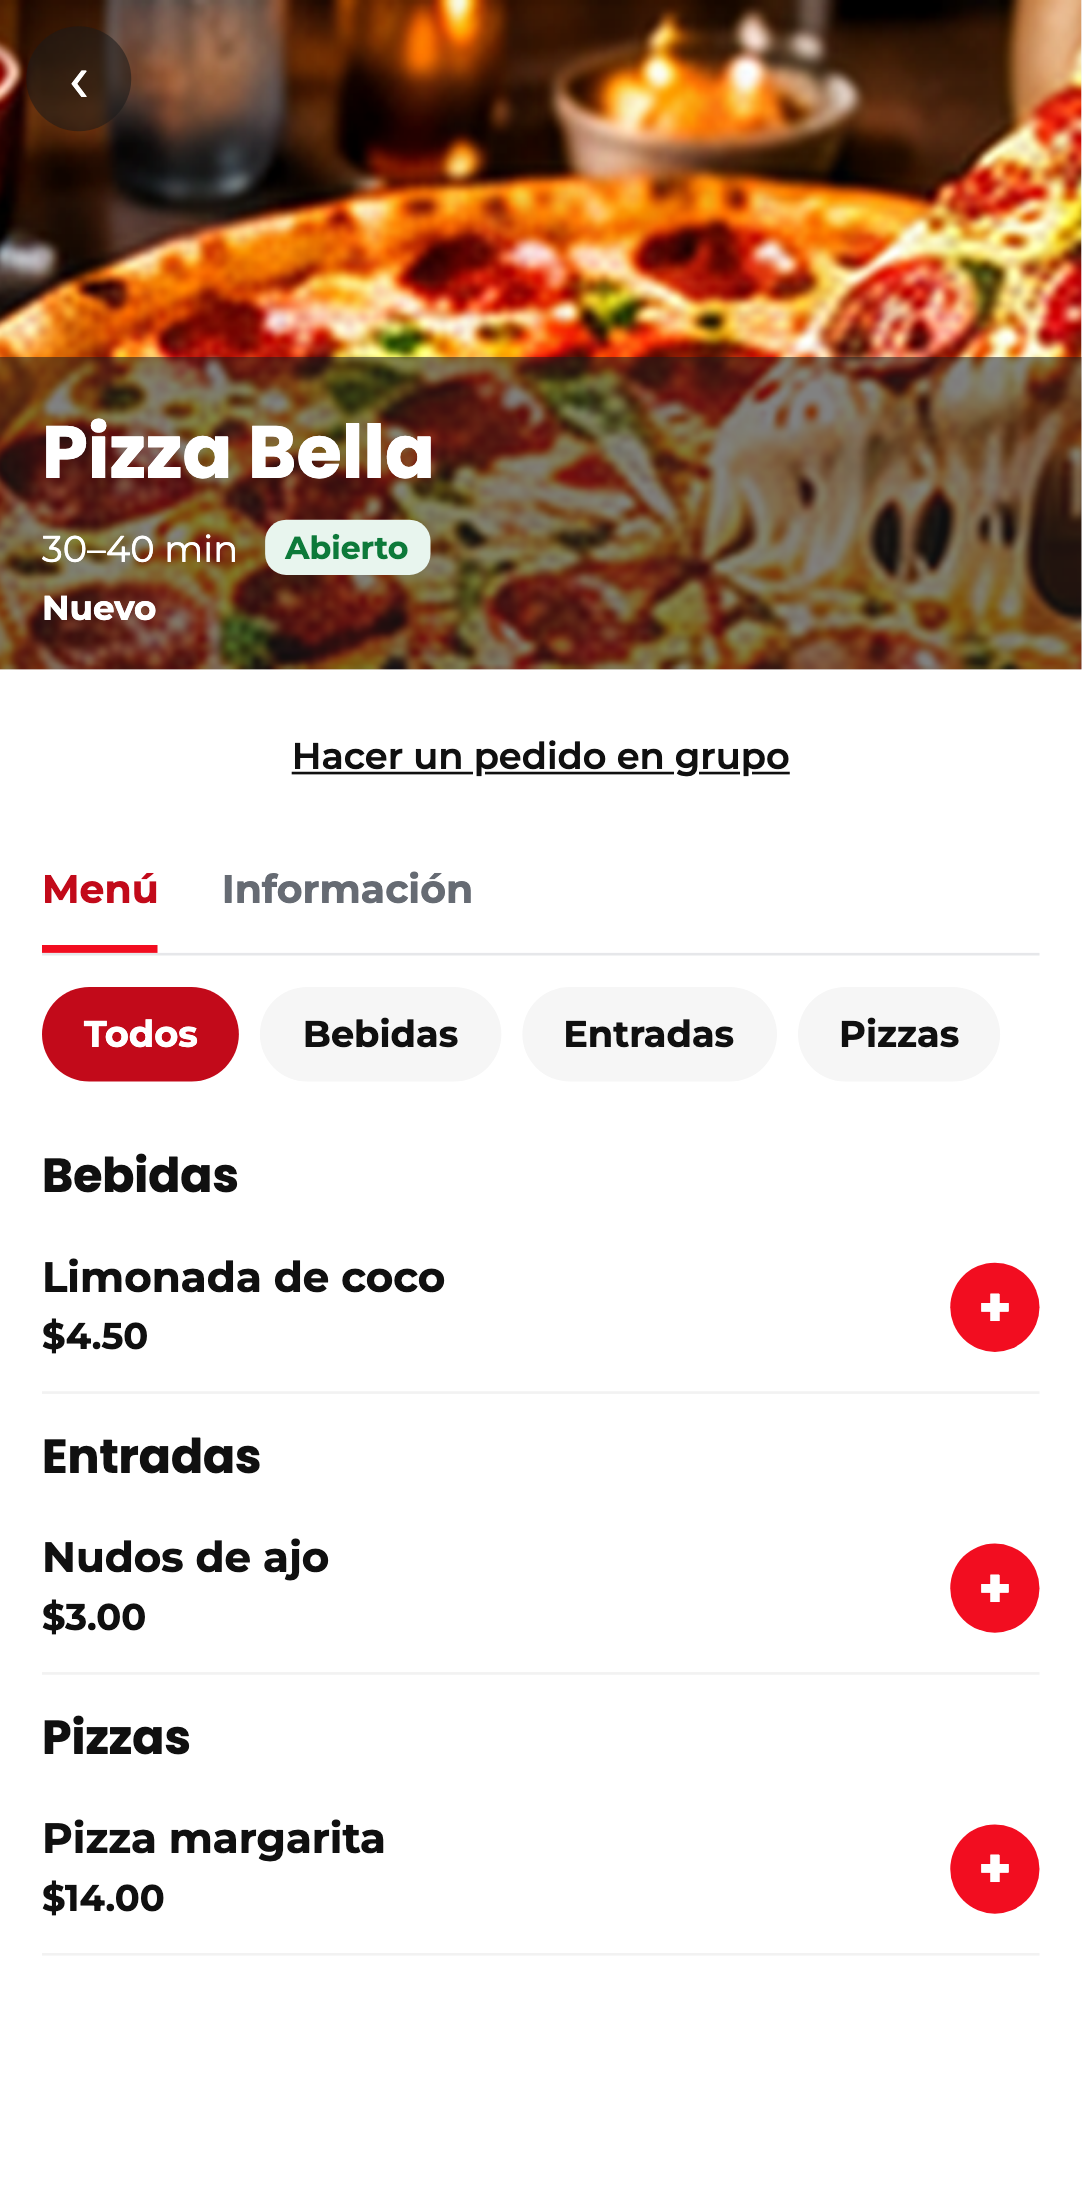 Pizza Bella
30–40 min Abierto
Nuevo
Hacer un pedido en grupo
Menú Información
Todos Bebidas Entradas Pizzas
Bebidas
Limonada de coco
$4.50
+
Entradas
Nudos de ajo
$3.00
+
Pizzas
Pizza margarita
$14.00
+